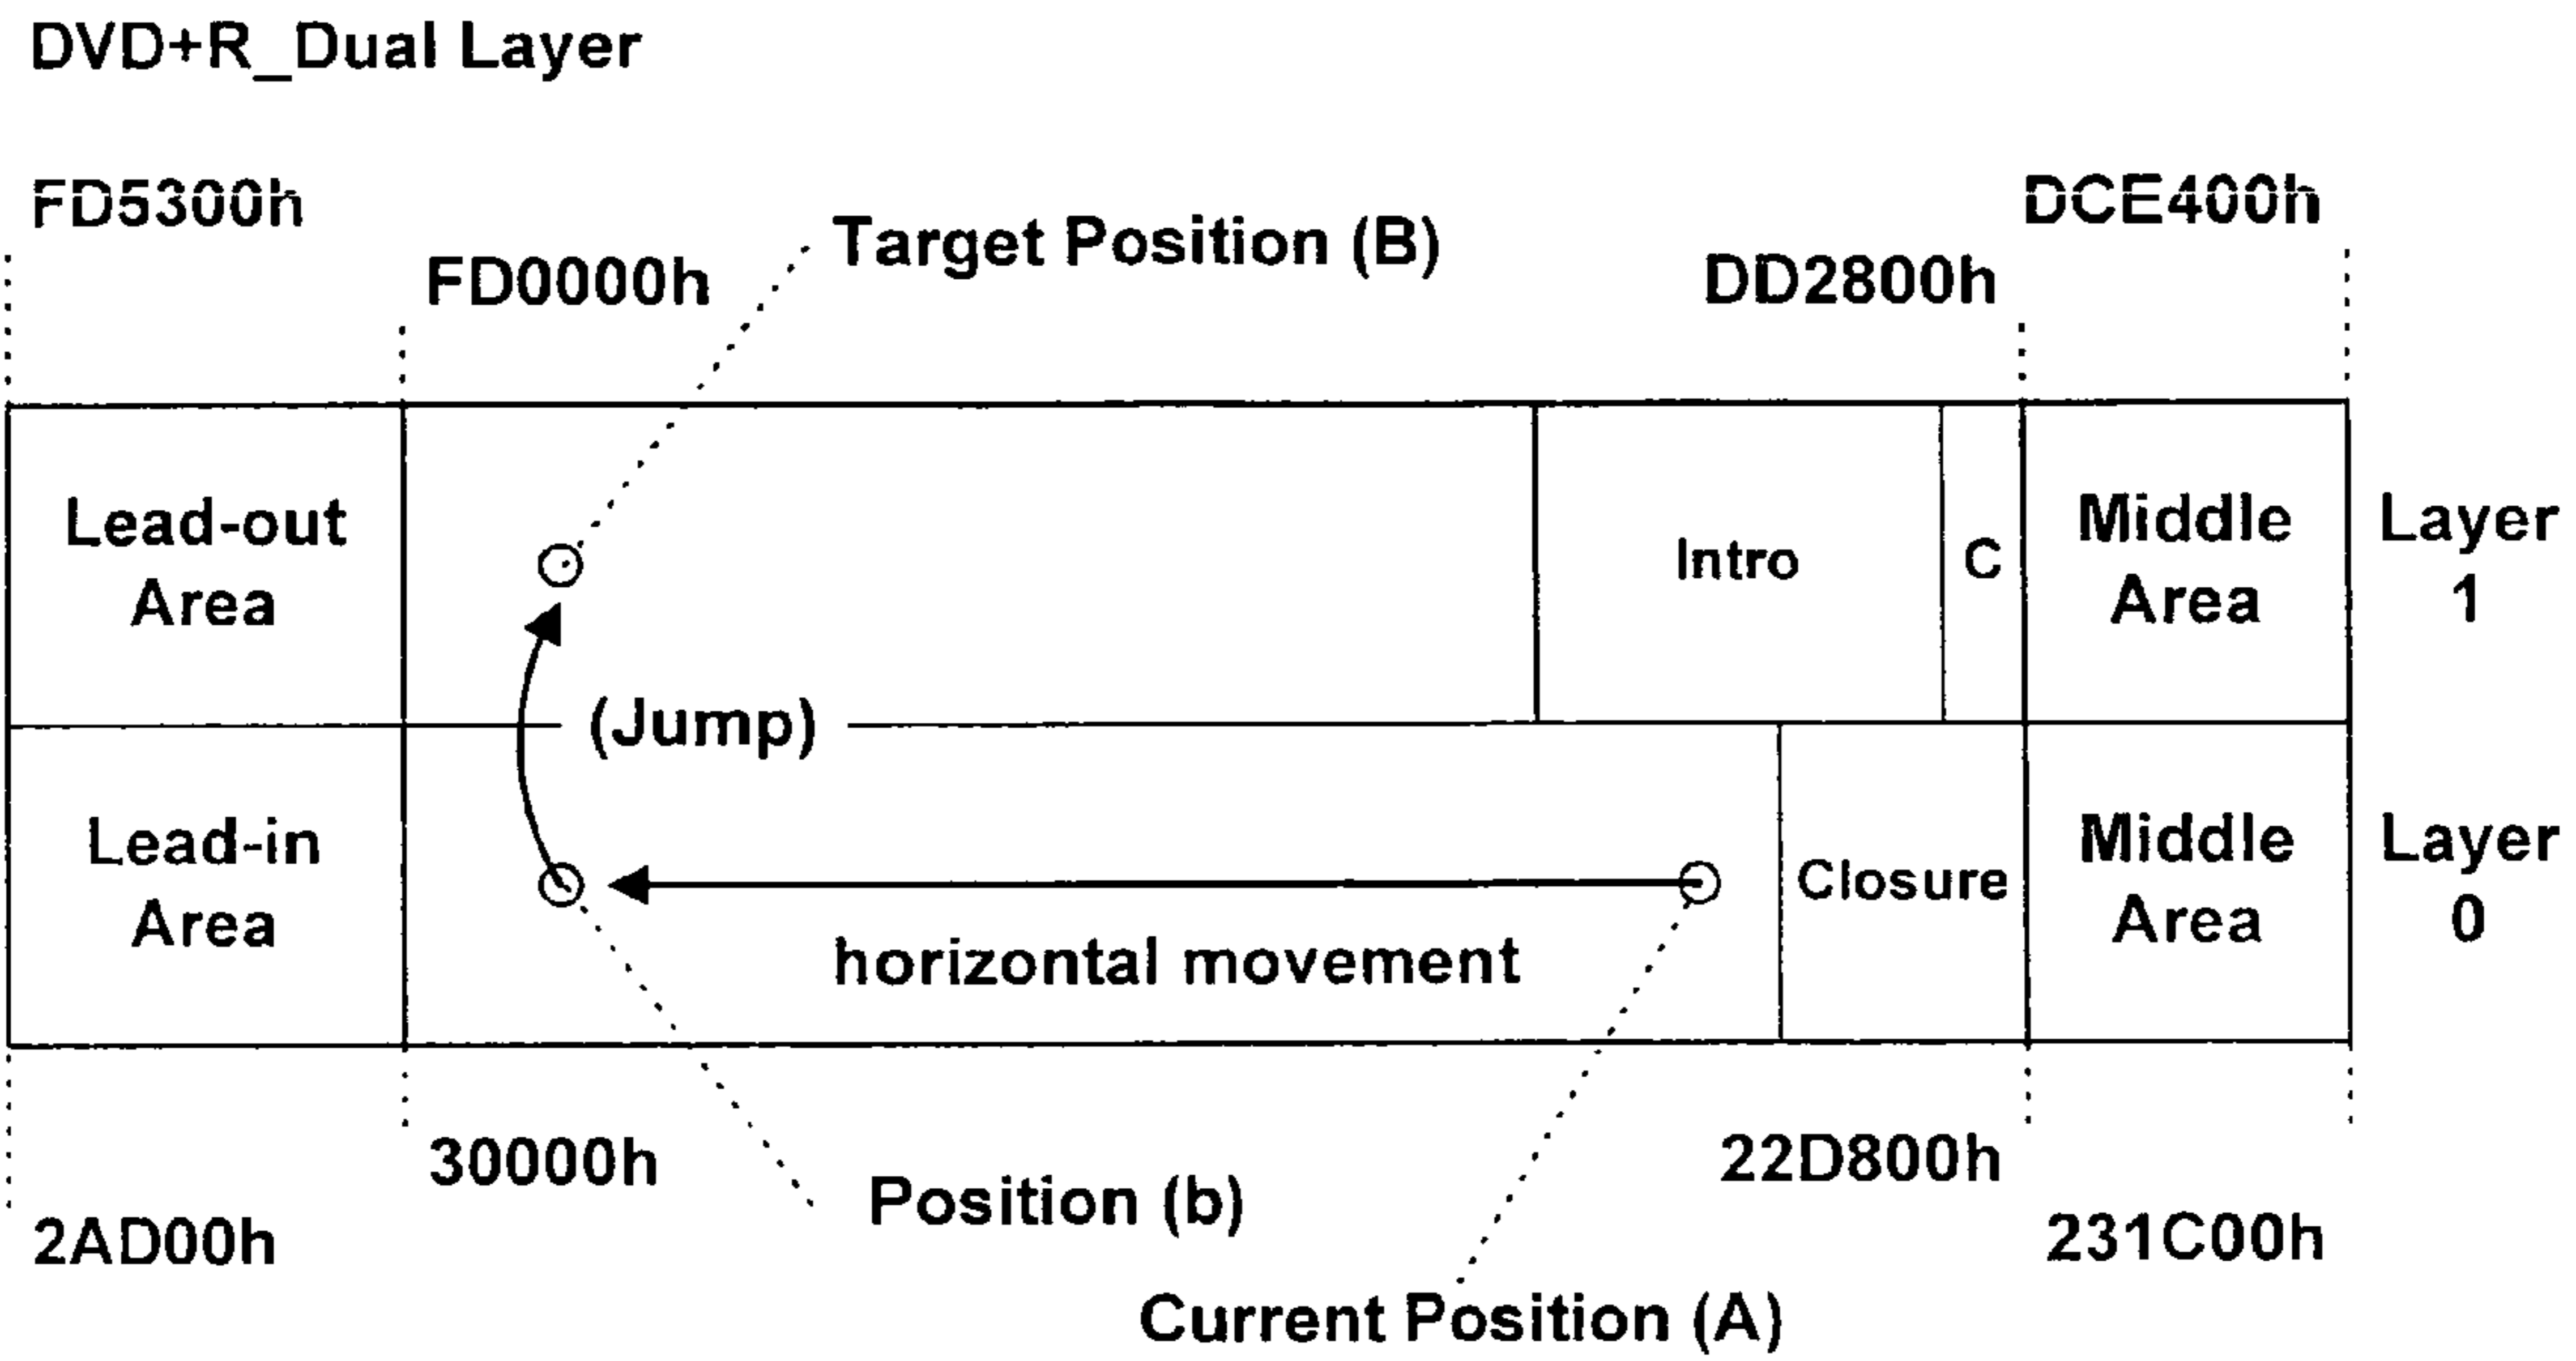 DVD+R_Dual Layer
FD5300h
DCE400h
Target Position (B)
FD0000h
DD2800h
Lead-out
Area
Intro
C
Middle
Area
Layer
1
(Jump)
Lead-in
Area
Closure
Middle
Area
Layer
0
horizontal movement
30000h
22D800h
Position (b)
2AD00h
231C00h
Current Position (A)